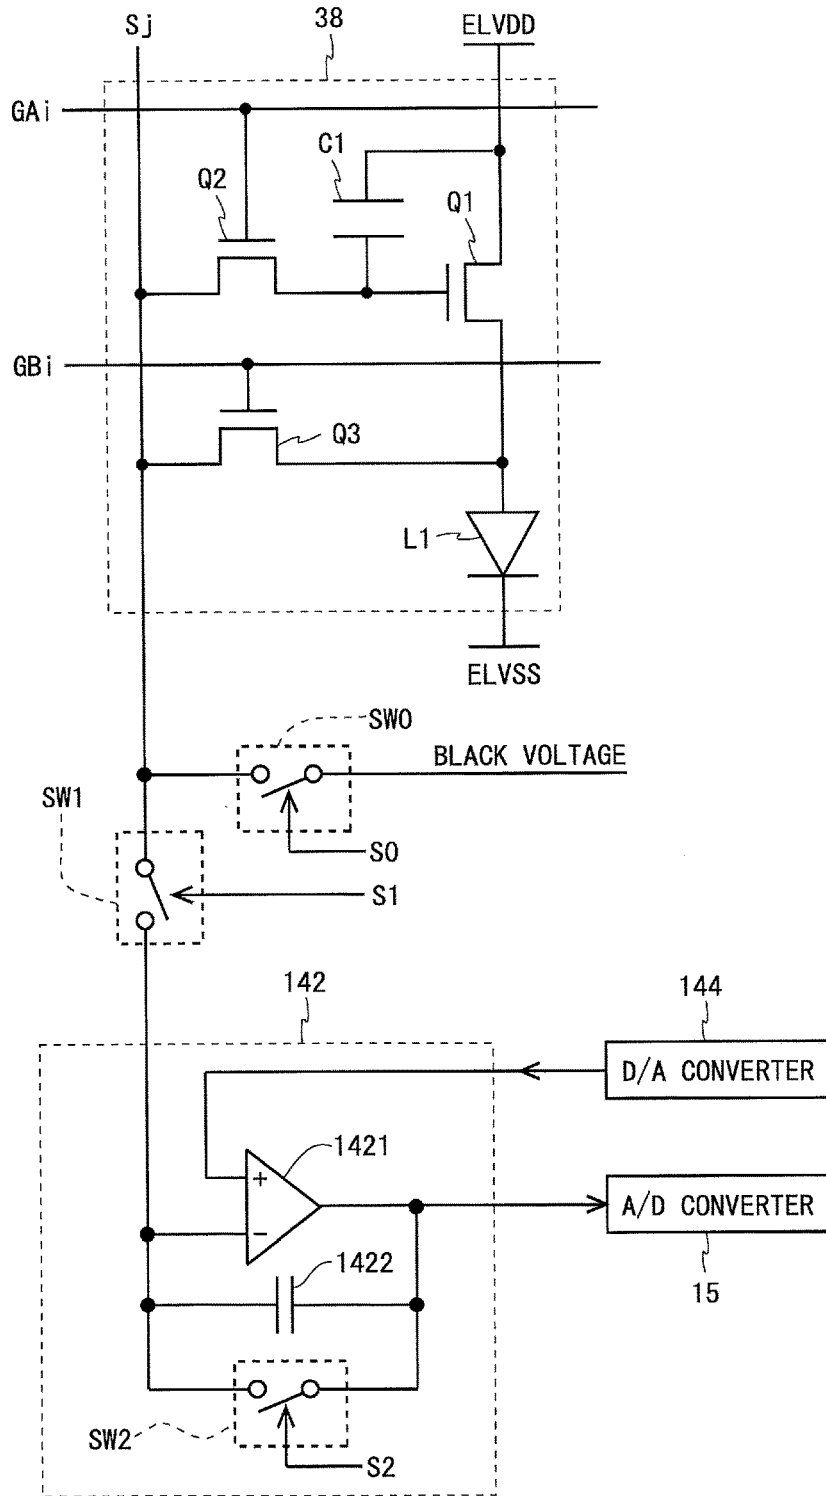 Sj
38
ELVDD
GAi
C1
Q2
Q1
GBi
Q3
L1
ELVSS
SW0
BLACK VOLTAGE
SW1
S0
S1
142
144
D/A CONVERTER
1421
+
A/D CONVERTER
−
1422
15
SW2
S2